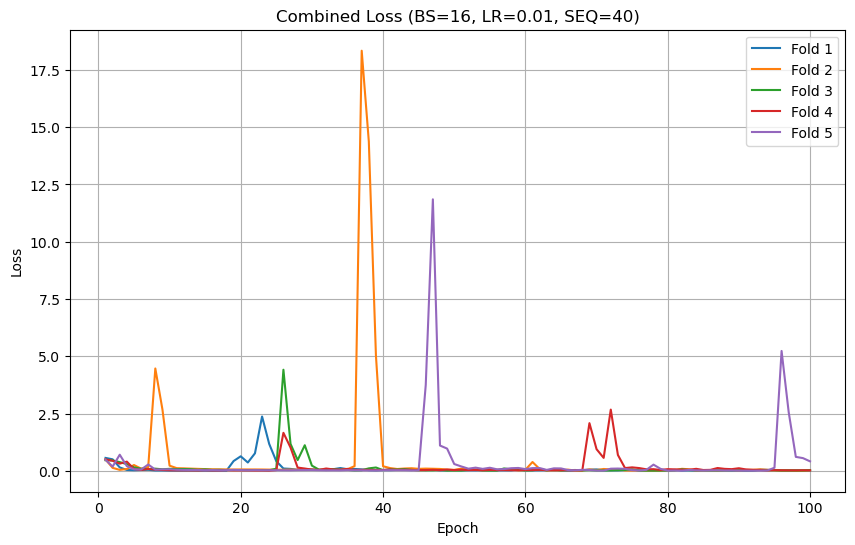 Combined Loss (BS=16, LR=0.01, SEQ=40)
Fold 1
Fold 2
Fold 3
Fold 4
Fold 5
17.5
15.0
12.5
10.0
7.5
5.0
2.5
0.0
Loss
0 20 40 60 80 100
Epoch